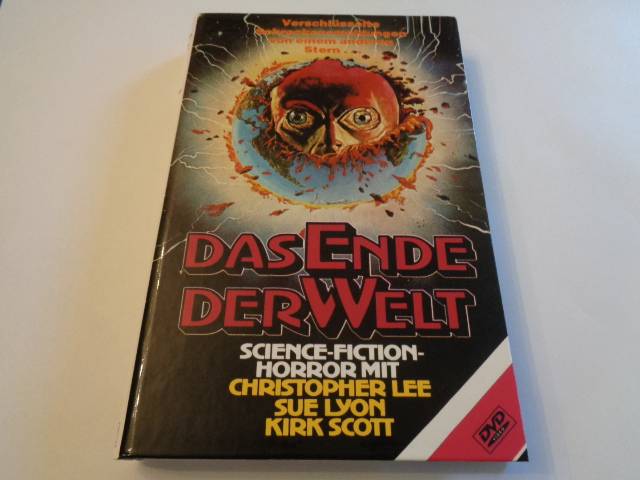 Verschlüsselte
von einem anderen
Stern . . .
DAS ENDE
DER WELT
SCIENCE-FICTION-
HORROR MIT
CHRISTOPHER LEE
SUE LYON
KIRK SCOTT
DVD
VIDEO